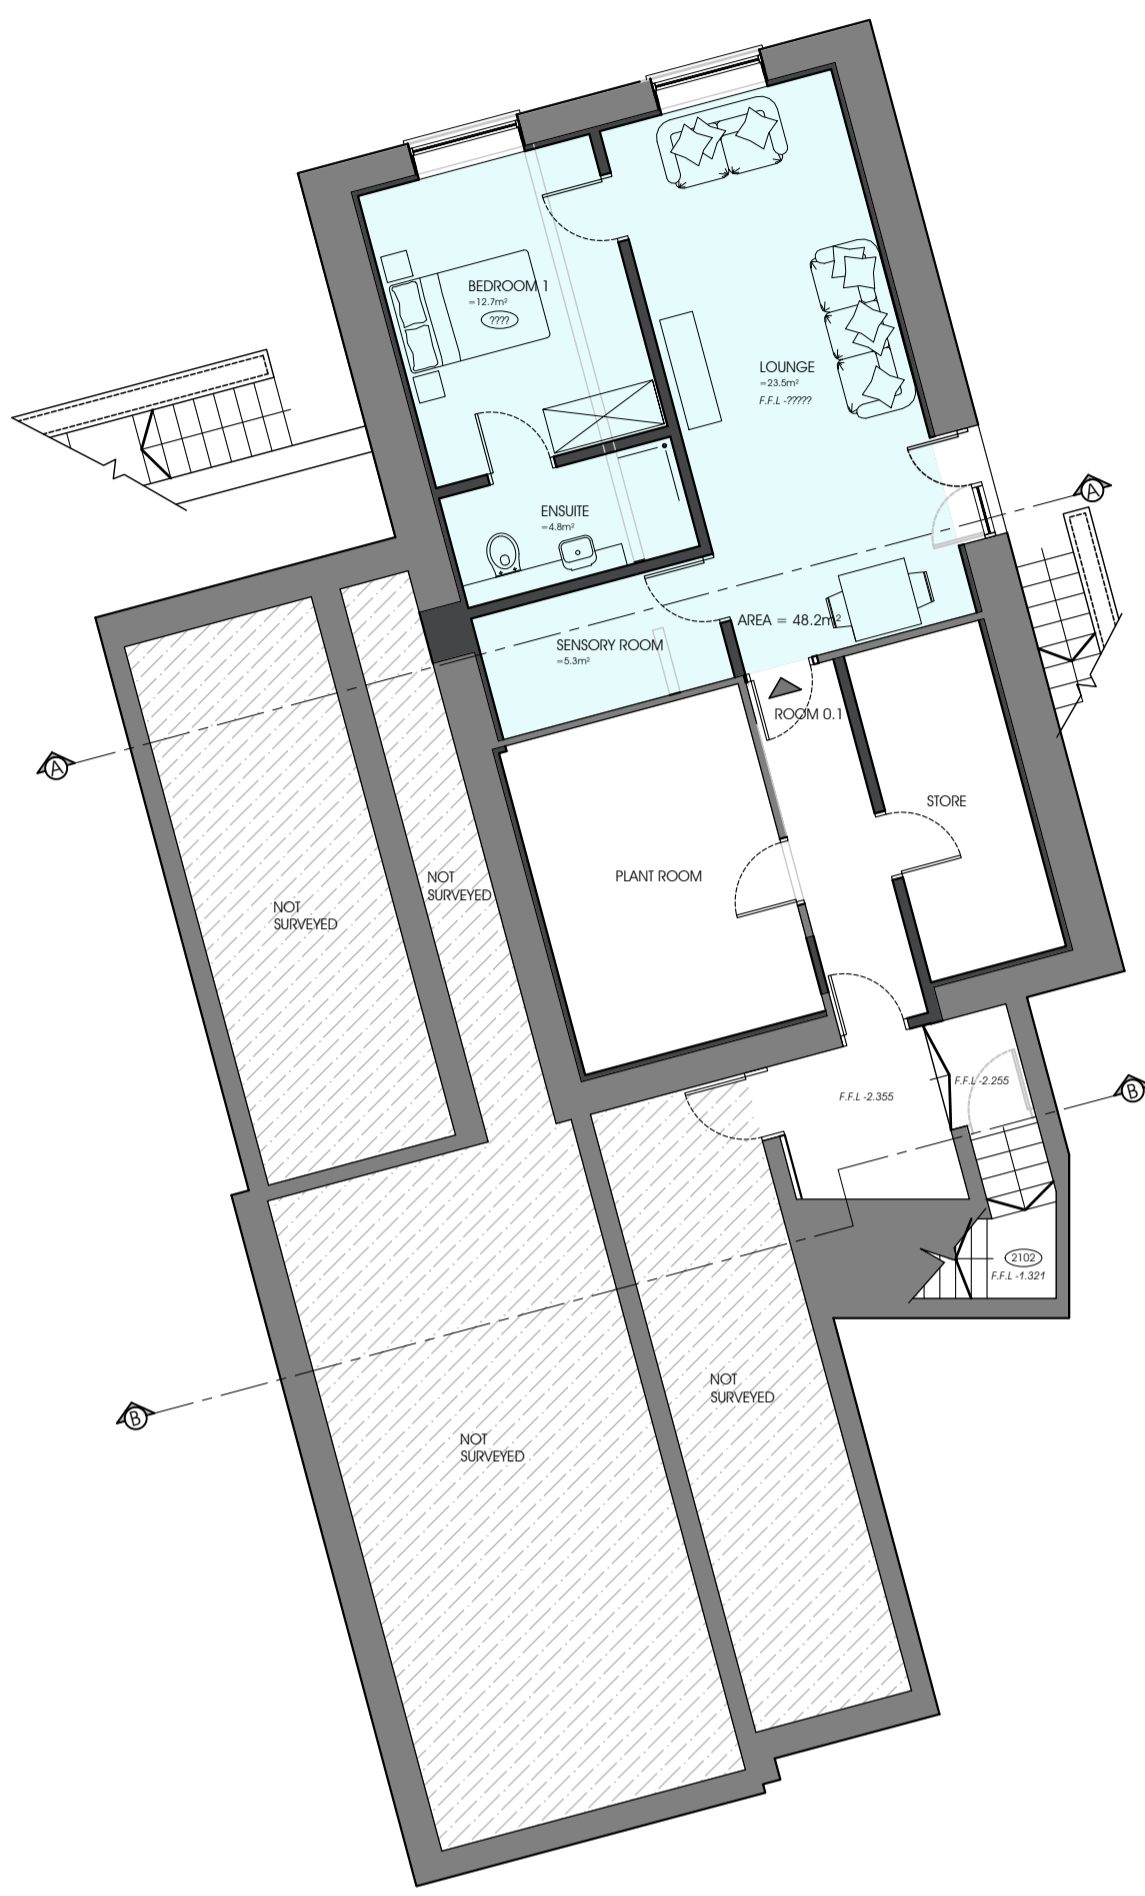 BEDROOM 1
=12.7m²
????
LOUNGE
=23.5m²
F.F.L -?????
A
ENSUITE
=4.8m²
AREA = 48.2m²
SENSORY ROOM
=5.3m²
ROOM 0.1
A
STORE
PLANT ROOM
NOT
SURVEYED
NOT
SURVEYED
F.F.L -2.255
F.F.L -2.355
B
2102
F.F.L -1.321
NOT
SURVEYED
B
NOT
SURVEYED